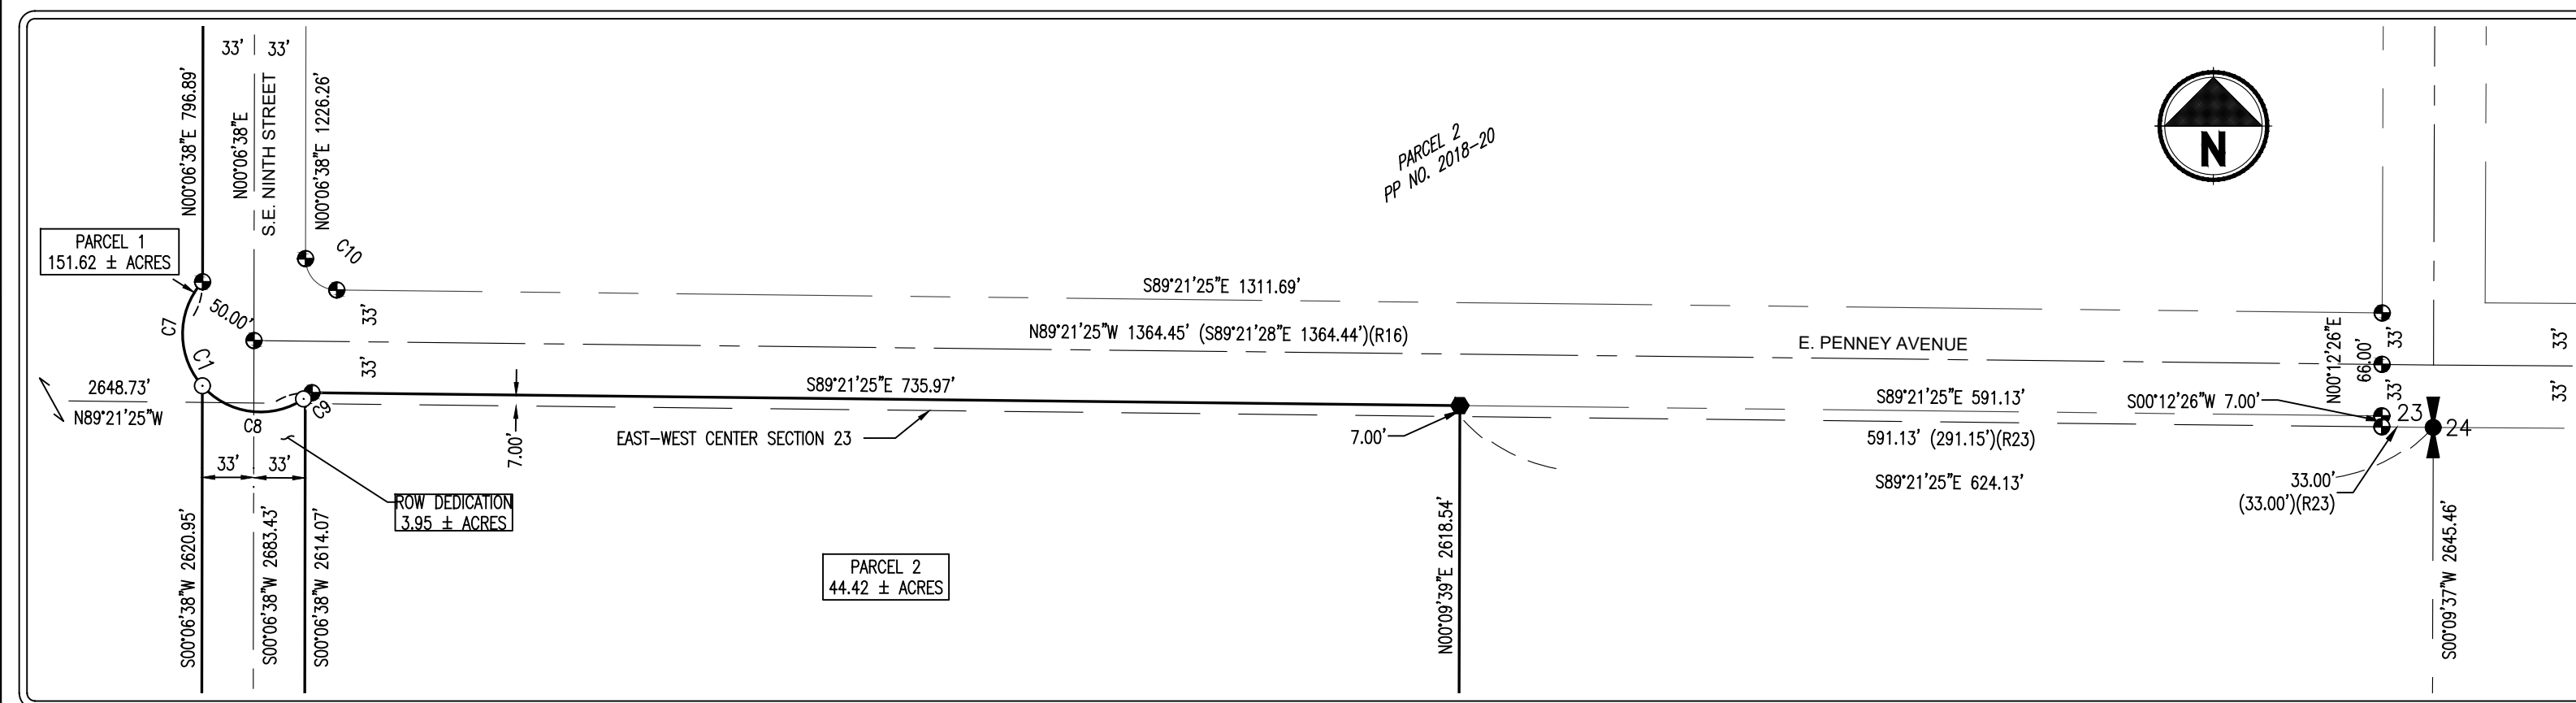 33'
33'
N00°06'38"E 796.89'
N00°06'38"E
S.E. NINTH STREET
N00°06'38"E 1226.26'
PARCEL 1
151.62 ± ACRES
C10
50.00'
C7
C1
33'
33'
2648.73'
N89°21'25"W
C8
C9
33'
33'
ROW DEDICATION
3.95 ± ACRES
S00°06'38"W 2620.95'
S00°06'38"W 2683.43'
S00°06'38"W 2614.07'
PARCEL 2
PP NO. 2018-20
N
S89°21'25"E 1311.69'
N89°21'25"W 1364.45' (S89°21'28"E 1364.44')(R16)
E. PENNEY AVENUE
S89°21'25"E 735.97'
7.00'
EAST-WEST CENTER SECTION 23
7.00'
PARCEL 2
44.42 ± ACRES
N00°09'39"E 2618.54'
S89°21'25"E 591.13'
591.13' (291.15')(R23)
S89°21'25"E 624.13'
S00°12'26"W 7.00'
N00°12'26"E
66.00'
33'
33'
23
24
33.00'
(33.00')(R23)
S00°09'37"W 2645.46'
33'
33'